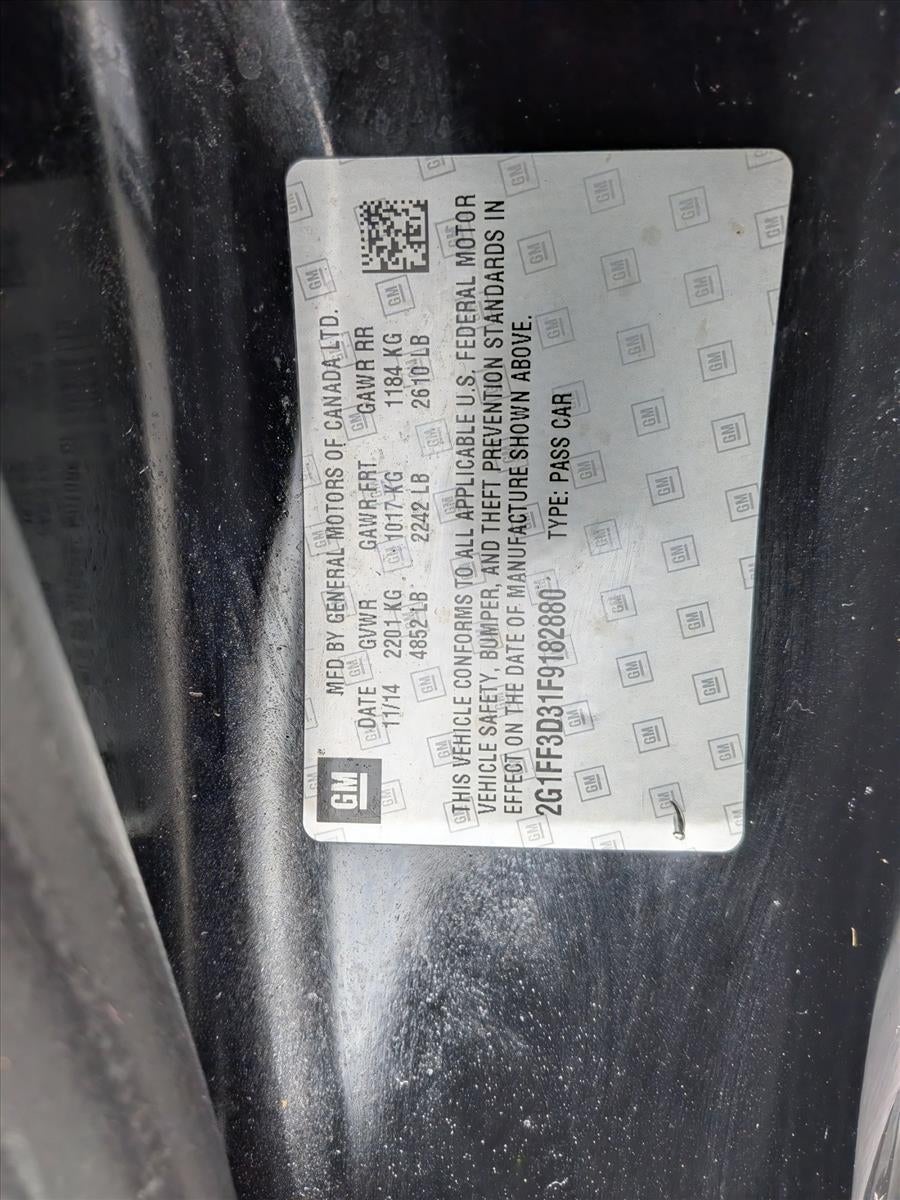 GM
MFD BY GENERAL MOTORS OF CANADA LTD.
DATE GVWR GAWR FRT GAWR RR
11/14 2201 KG 1017 KG 1184 KG
4852 LB 2242 LB 2610 LB
THIS VEHICLE CONFORMS TO ALL APPLICABLE U.S. FEDERAL MOTOR
VEHICLE SAFETY, BUMPER, AND THEFT PREVENTION STANDARDS IN
EFFECT ON THE DATE OF MANUFACTURE SHOWN ABOVE.
2G1FF3D31F9182880 TYPE: PASS CAR